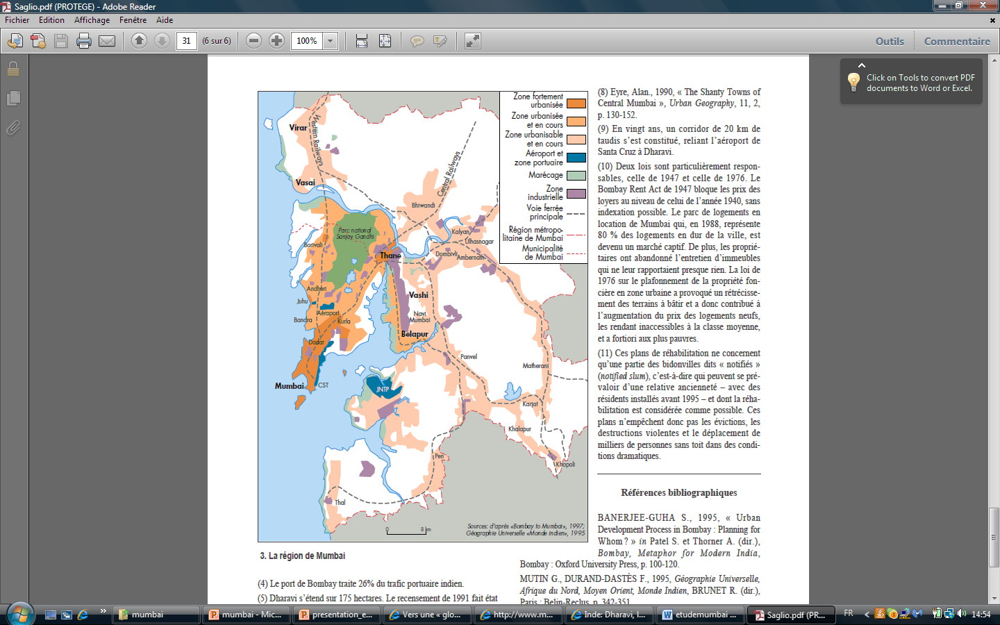 Saglio.pdf (PROTEGE) - Adobe Reader
Fichier Edition Affichage Fenêtre Aide
31 (6 sur 6) 100% Outils Commentaire
Click on Tools to convert PDF
documents to Word or Excel.
Zone fortement
urbanisée
Zone urbanisée
et en cours
Zone urbanisable
et en cours
Aéroport et
zone portuaire
Marécage
Zone
industrielle
Voie ferrée
principale
Région métropo-
litaine de Mumbai
Municipalité
de Mumbai
Virar
Western Railways
Vasai
Central Railways
Bhiwandi
Parc national
Sanjay Gandhi
Kalyan
Ulhasnagar
Borivali
Thane
Dombivli
Ambernath
Andheri
Juhu
Vashi
Aéroport
Bandra
Kurla
Navi
Mumbai
Belapur
Dadar
Panvel
Matheran
Mumbai
CST
JNTP
Karjat
Khalapur
Pen
Khopoli
Thal
0 8 km
Sources: d'après «Bombay to Mumbai», 1997;
Géographie Universelle «Monde Indien», 1995
3. La région de Mumbai
(4) Le port de Bombay traite 26% du trafic portuaire indien.
(5) Dharavi s'étend sur 175 hectares. Le recensement de 1991 fait état
(8) Eyre, Alan., 1990, « The Shanty Towns of
Central Mumbai », Urban Geography, 11, 2,
p. 130-152.
(9) En vingt ans, un corridor de 20 km de
taudis s'est constitué, reliant l'aéroport de
Santa Cruz à Dharavi.
(10) Deux lois sont particulièrement respon-
sables, celle de 1947 et celle de 1976. Le
Bombay Rent Act de 1947 bloque les prix des
loyers au niveau de celui de l'année 1940, sans
indexation possible. Le parc de logements en
location de Mumbai qui, en 1988, représente
80 % des logements en dur de la ville, est
devenu un marché captif. De plus, les proprié-
taires ont abandonné l'entretien d'immeubles
qui ne leur rapportaient presque rien. La loi de
1976 sur le plafonnement de la propriété fon-
cière en zone urbaine a provoqué un rétrécisse-
ment des terrains à bâtir et a donc contribué à
l'augmentation du prix des logements neufs,
les rendant inaccessibles à la classe moyenne,
et a fortiori aux plus pauvres.
(11) Ces plans de réhabilitation ne concernent
qu'une partie des bidonvilles dits « notifiés »
(notified slum), c'est-à-dire qui peuvent se pré-
valoir d'une relative ancienneté – avec des
résidents installés avant 1995 – et dont la réha-
bilitation est considérée comme possible. Ces
plans n'empêchent donc pas les évictions, les
destructions violentes et le déplacement de
milliers de personnes sans toit dans des condi-
tions dramatiques.
Références bibliographiques
BANERJEE-GUHA S., 1995, « Urban
Development Process in Bombay : Planning for
Whom ? » in Patel S. et Thorner A. (dir.),
Bombay, Metaphor for Modern India,
Bombay : Oxford University Press, p. 100-120.
MUTIN G., DURAND-DASTÈS F., 1995, Géographie Universelle,
Afrique du Nord, Moyen Orient, Monde Indien, BRUNET R. (dir.),
Paris : Belin-Reclus, p. 342-351.
mumbai mumbai - Mic... presentation_e... Vers une « glo... http://www.m... Inde: Dharavi, l... etudemumbai ... Saglio.pdf (PR... FR 14:54